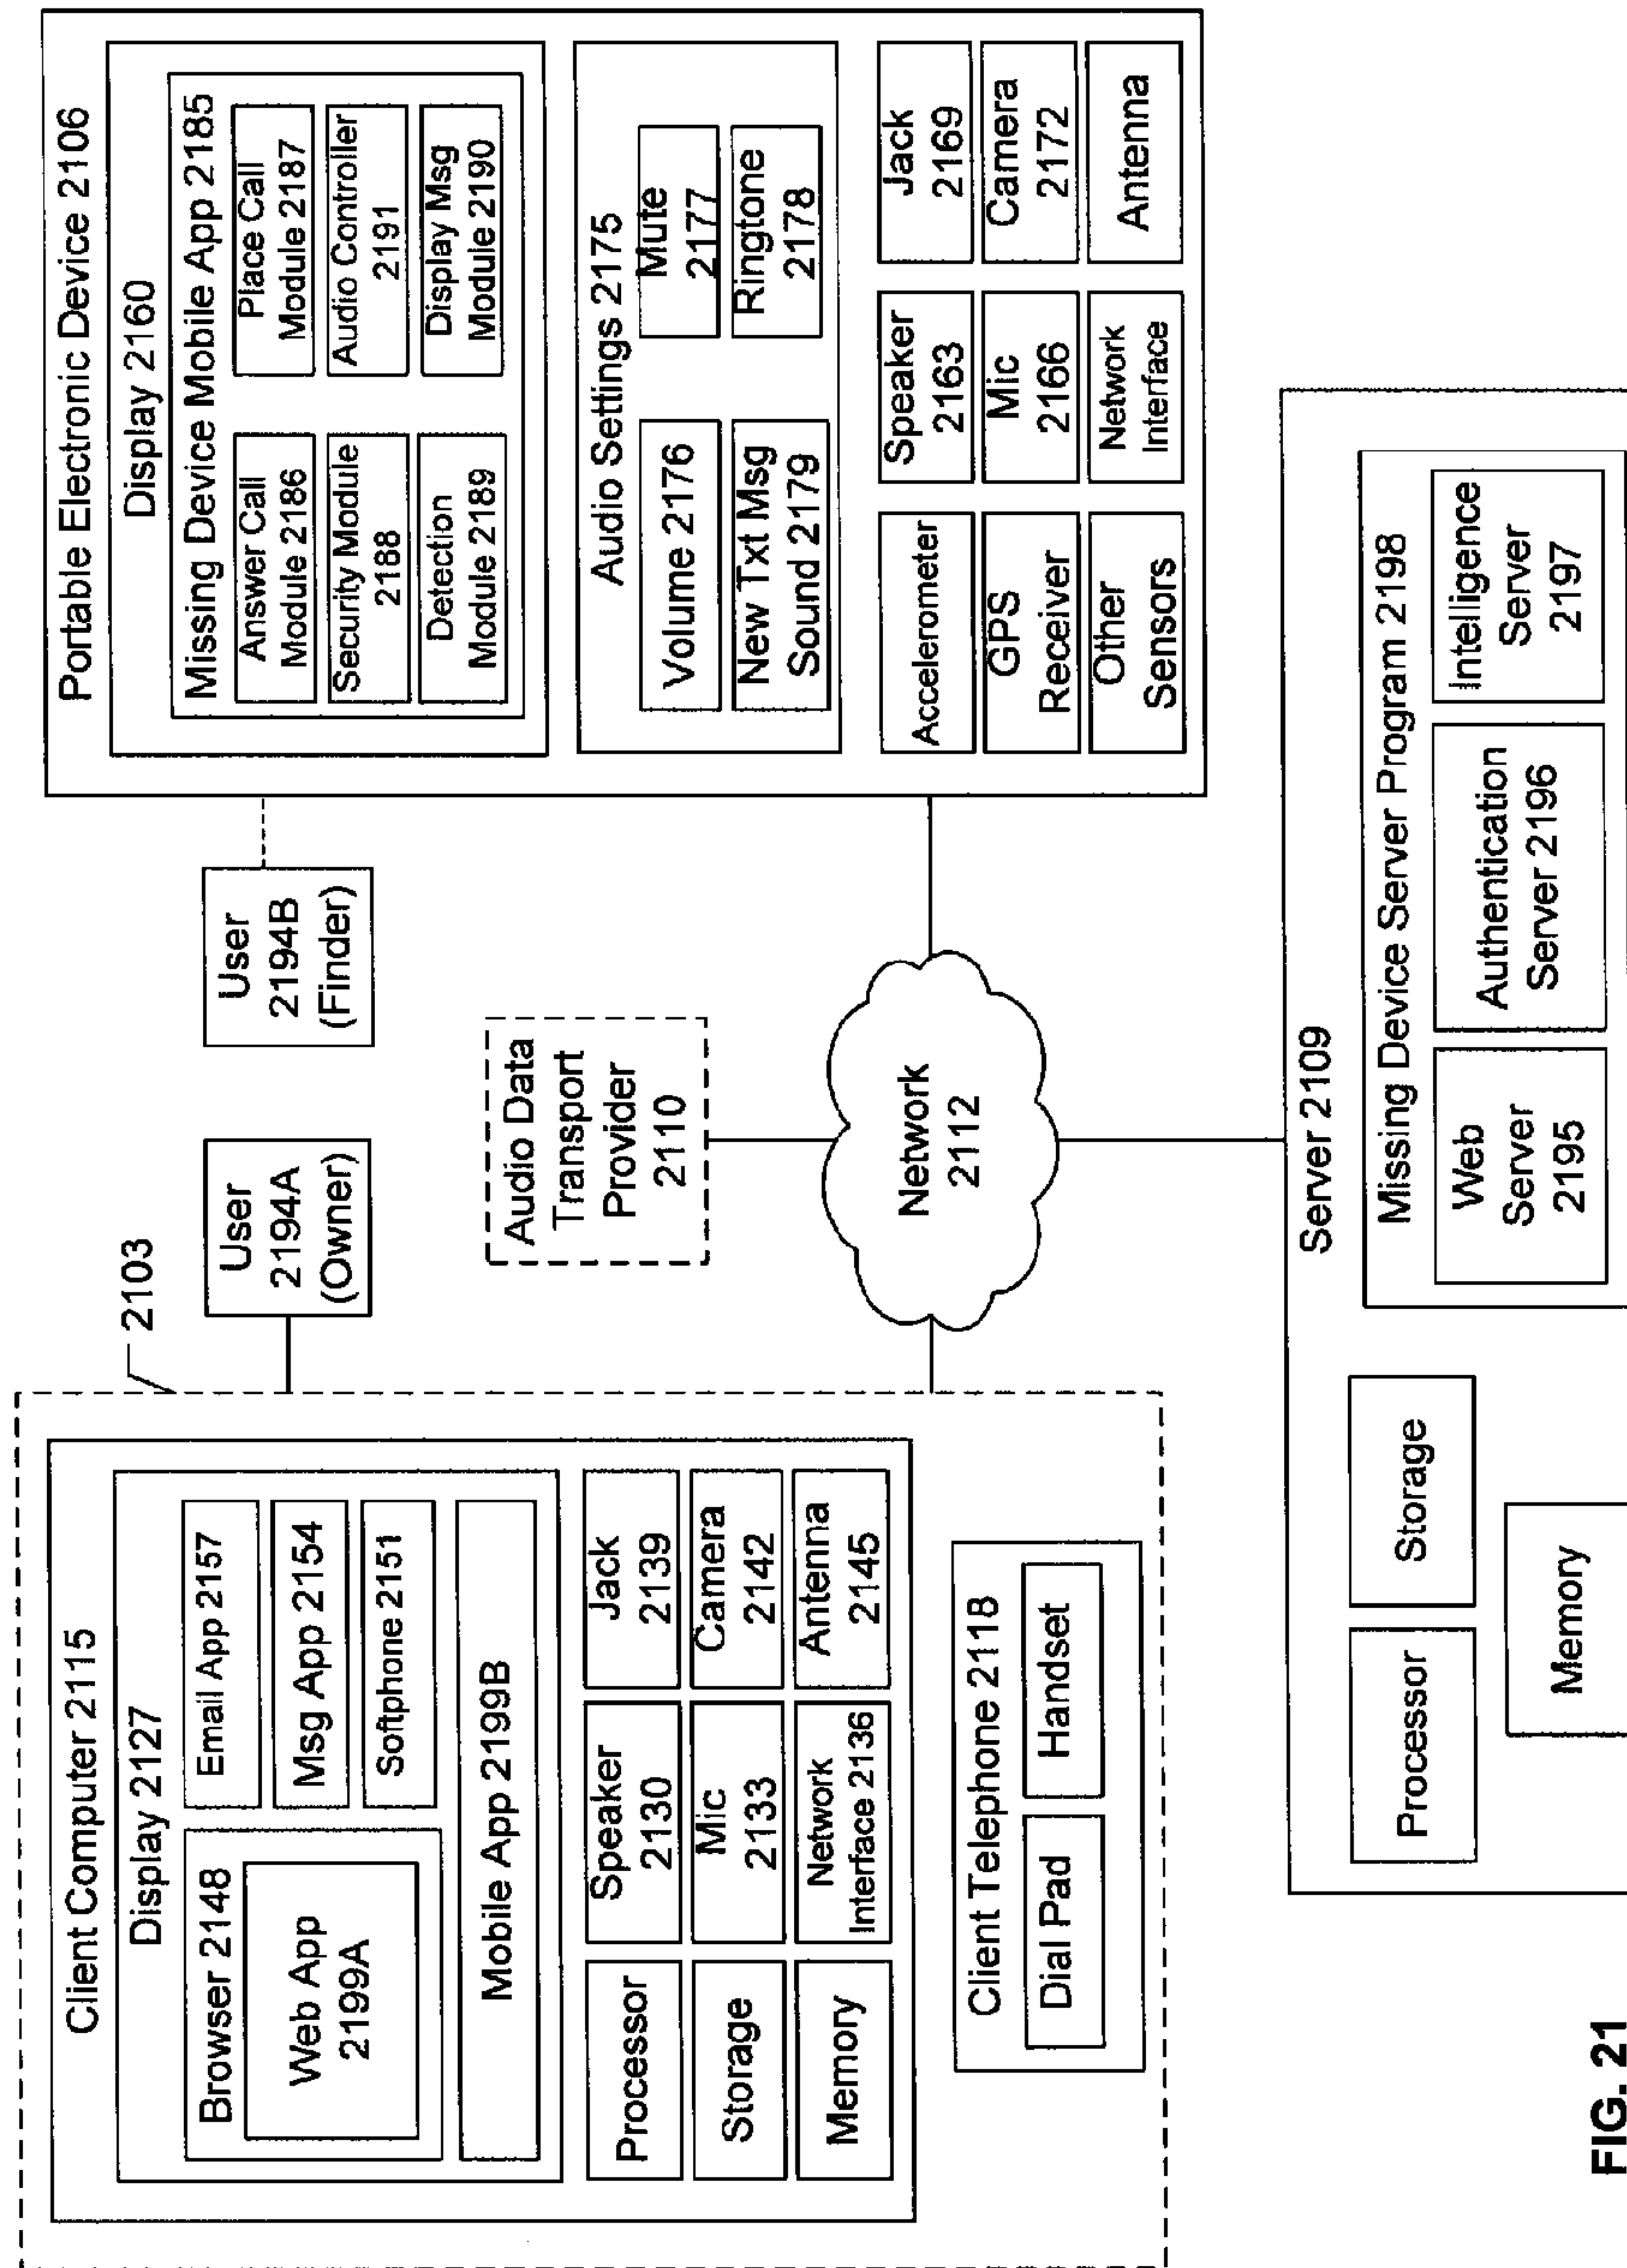 2103
Client Computer 2115
Display 2127
Browser 2148
Web App
2199A
Email App 2157
Msg App 2154
Softphone 2151
Mobile App 2199B
Processor
Speaker
2130
Jack
2139
Storage
Mic
2133
Camera
2142
Memory
Network
Interface 2136
Antenna
2145
Client Telephone 2118
Dial Pad
Handset
User
2194A
(Owner)
User
2194B
(Finder)
Audio Data
Transport
Provider
2110
Network
2112
Portable Electronic Device 2106
Display 2160
Missing Device Mobile App 2185
Answer Call
Module 2186
Place Call
Module 2187
Security Module
2188
Audio Controller
2191
Detection
Module 2189
Display Msg
Module 2190
Audio Settings 2175
Volume 2176
Mute
2177
New Txt Msg
Sound 2179
Ringtone
2178
Accelerometer
Speaker
2163
Jack
2169
GPS
Receiver
Mic
2166
Camera
2172
Other
Sensors
Network
Interface
Antenna
Server 2109
Processor
Storage
Memory
Missing Device Server Program 2198
Web
Server
2195
Authentication
Server 2196
Intelligence
Server
2197
FIG. 21